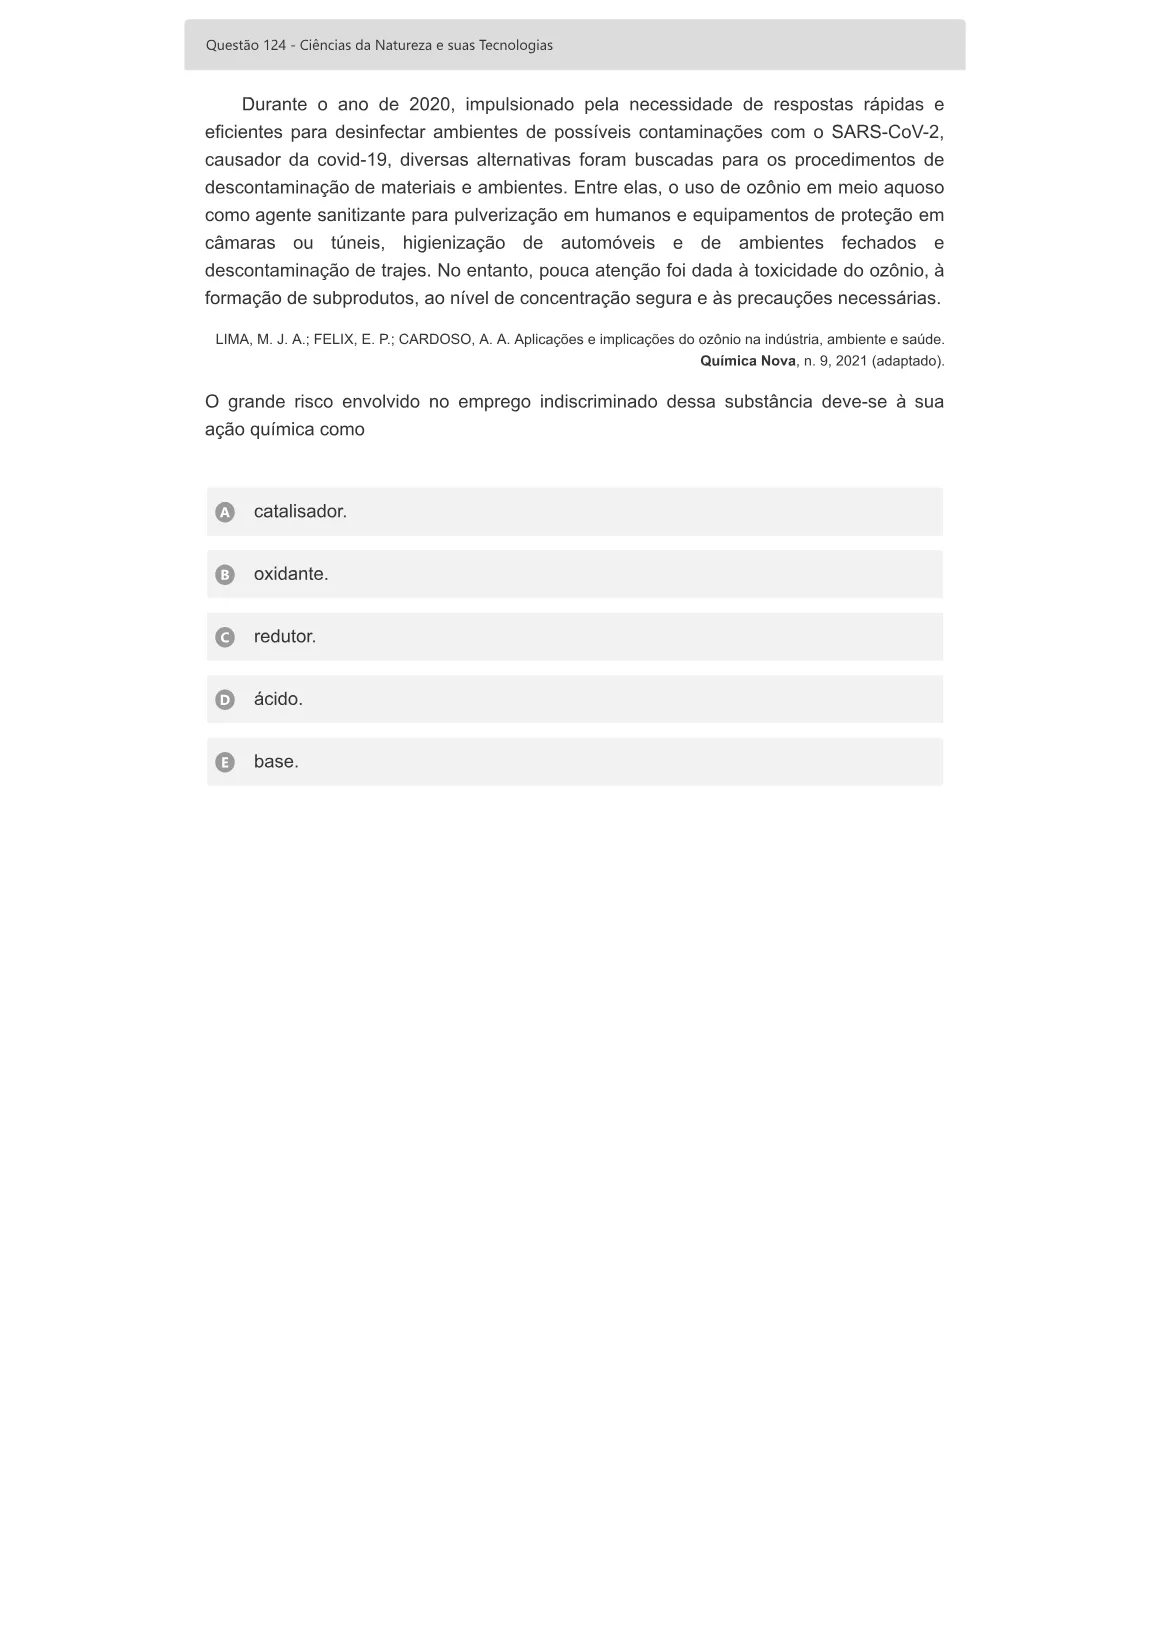 Questão 124 - Ciências da Natureza e suas Tecnologias
Durante o ano de 2020, impulsionado pela necessidade de respostas rápidas e
eficientes para desinfectar ambientes de possíveis contaminações com o SARS-CoV-2,
causador da covid-19, diversas alternativas foram buscadas para os procedimentos de
descontaminação de materiais e ambientes. Entre elas, o uso de ozônio em meio aquoso
como agente sanitizante para pulverização em humanos e equipamentos de proteção em
câmaras ou túneis, higienização de automóveis e de ambientes fechados e
descontaminação de trajes. No entanto, pouca atenção foi dada à toxicidade do ozônio, à
formação de subprodutos, ao nível de concentração segura e às precauções necessárias.
LIMA, M. J. A.; FELIX, E. P.; CARDOSO, A. A. Aplicações e implicações do ozônio na indústria, ambiente e saúde.
Química Nova, n. 9, 2021 (adaptado).
O grande risco envolvido no emprego indiscriminado dessa substância deve-se à sua
ação química como
A catalisador.
B oxidante.
C redutor.
D ácido.
E base.